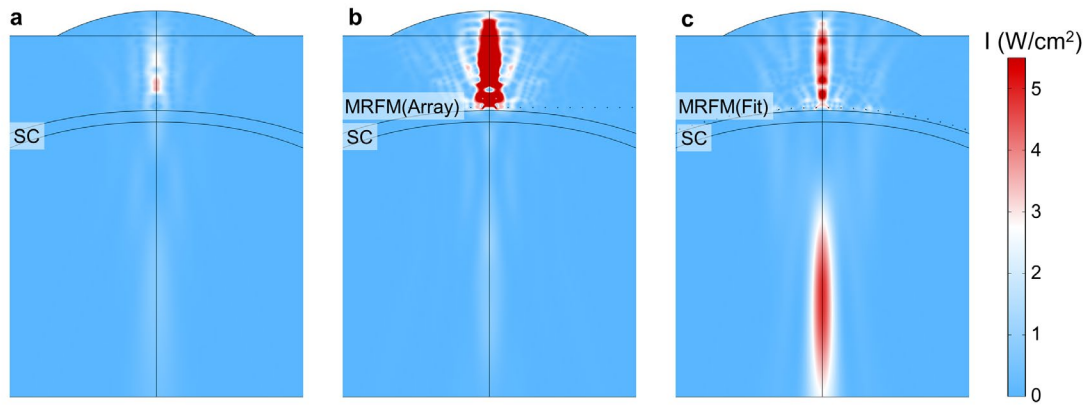 a
b
c
I (W/cm²)
MRFM(Array)
MRFM(Fit)
SC
SC
SC
5
4
3
2
1
0